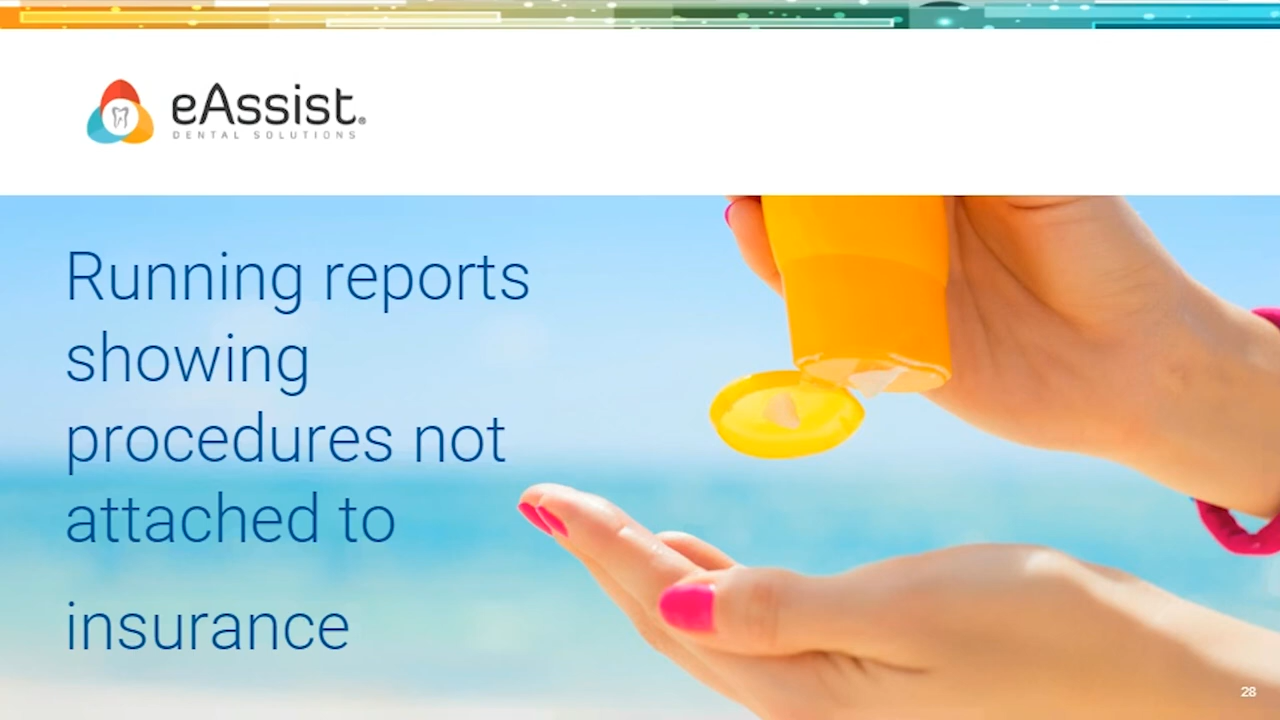 eAssist®
DENTAL SOLUTIONS
Running reports
showing
procedures not
attached to
insurance
28